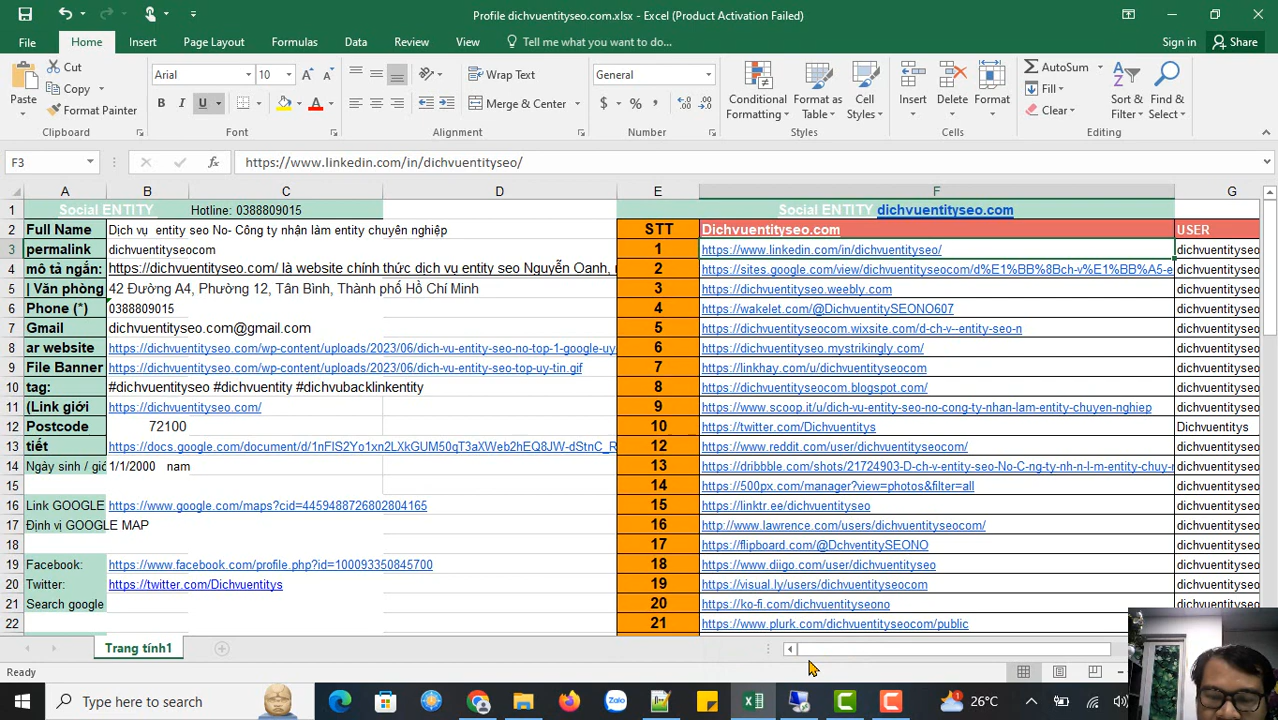 Profile dichvuentityseo.com.xlsx - Excel (Product Activation Failed)
File Home Insert Page Layout Formulas Data Review View Tell me what you want to do... Sign in Share
Paste Cut Copy Format Painter Clipboard
Arial 10 B I U Font
Wrap Text Merge & Center Alignment
General $ % Number
Conditional Formatting Format as Table Cell Styles Styles
Insert Delete Format Cells
AutoSum Fill Clear Sort & Filter Find & Select Editing
F3 fx https://www.linkedin.com/in/dichvuentityseo/
A B C D E F G
1 Social ENTITY Hotline: 0388809015 Social ENTITY dichvuentityseo.com
2 Full Name Dịch vụ entity seo No- Công ty nhận làm entity chuyên nghiệp STT Dichvuentityseo.com USER
3 permalink dichvuentityseocom 1 https://www.linkedin.com/in/dichvuentityseo/ dichvuentityseo
4 mô tả ngắn: https://dichvuentityseo.com/ là website chính thức dịch vụ entity seo Nguyễn Oanh, 2 https://sites.google.com/view/dichvuentityseocom/d%E1%BB%8Bch-v%E1%BB%A5-e dichvuentityseo
5 | Văn phòng 42 Đường A4, Phường 12, Tân Bình, Thành phố Hồ Chí Minh 3 https://dichvuentityseo.weebly.com dichvuentityseo
6 Phone (*) 0388809015 4 https://wakelet.com/@DichvuentitySEONO607 dichvuentityseo
7 Gmail dichvuentityseo.com@gmail.com 5 https://dichvuentityseocom.wixsite.com/d-ch-v--entity-seo-n dichvuentityseo
8 ar website https://dichvuentityseo.com/wp-content/uploads/2023/06/dich-vu-entity-seo-no-top-1-google-uy 6 https://dichvuentityseo.mystrikingly.com/ dichvuentityseo
9 File Banner https://dichvuentityseo.com/wp-content/uploads/2023/06/dich-vu-entity-seo-top-uy-tin.gif 7 https://linkhay.com/u/dichvuentityseocom dichvuentityseo
10 tag: #dichvuentityseo #dichvuentity #dichvubacklinkentity 8 https://dichvuentityseocom.blogspot.com/ dichvuentityseo
11 (Link giới https://dichvuentityseo.com/ 9 https://www.scoop.it/u/dich-vu-entity-seo-no-cong-ty-nhan-lam-entity-chuyen-nghiep dichvuentityseo
12 Postcode 72100 10 https://twitter.com/Dichvuentitys Dichvuentitys
13 tiết https://docs.google.com/document/d/1nFIS2Yo1xn2LXkGUM50qT3aXWeb2hEQ8JW-dStnC_R 12 https://www.reddit.com/user/dichvuentityseocom/ dichvuentityseo
14 Ngày sinh / giớ 1/1/2000 nam 13 https://dribbble.com/shots/21724903-D-ch-v-entity-seo-No-C-ng-ty-nh-n-l-m-entity-chuy- dichvuentityseo
15 14 https://500px.com/manager?view=photos&filter=all dichvuentityseo
16 Link GOOGLE https://www.google.com/maps?cid=4459488726802804165 15 https://linktr.ee/dichvuentityseo dichvuentityseo
17 Định vị GOOGLE MAP 16 http://www.lawrence.com/users/dichvuentityseocom/ dichvuentityseo
18 17 https://flipboard.com/@DchventitySEONO dichvuentityseo
19 Facebook: https://www.facebook.com/profile.php?id=100093350845700 18 https://www.diigo.com/user/dichvuentityseo dichvuentityseo
20 Twitter: https://twitter.com/Dichvuentitys 19 https://visual.ly/users/dichvuentityseocom dichvuentityseo
21 Search google 20 https://ko-fi.com/dichvuentityseono dichvuentityseo
22 21 https://www.plurk.com/dichvuentityseocom/public
Trang tính1
Ready
Type here to search Zalo 1 26°C